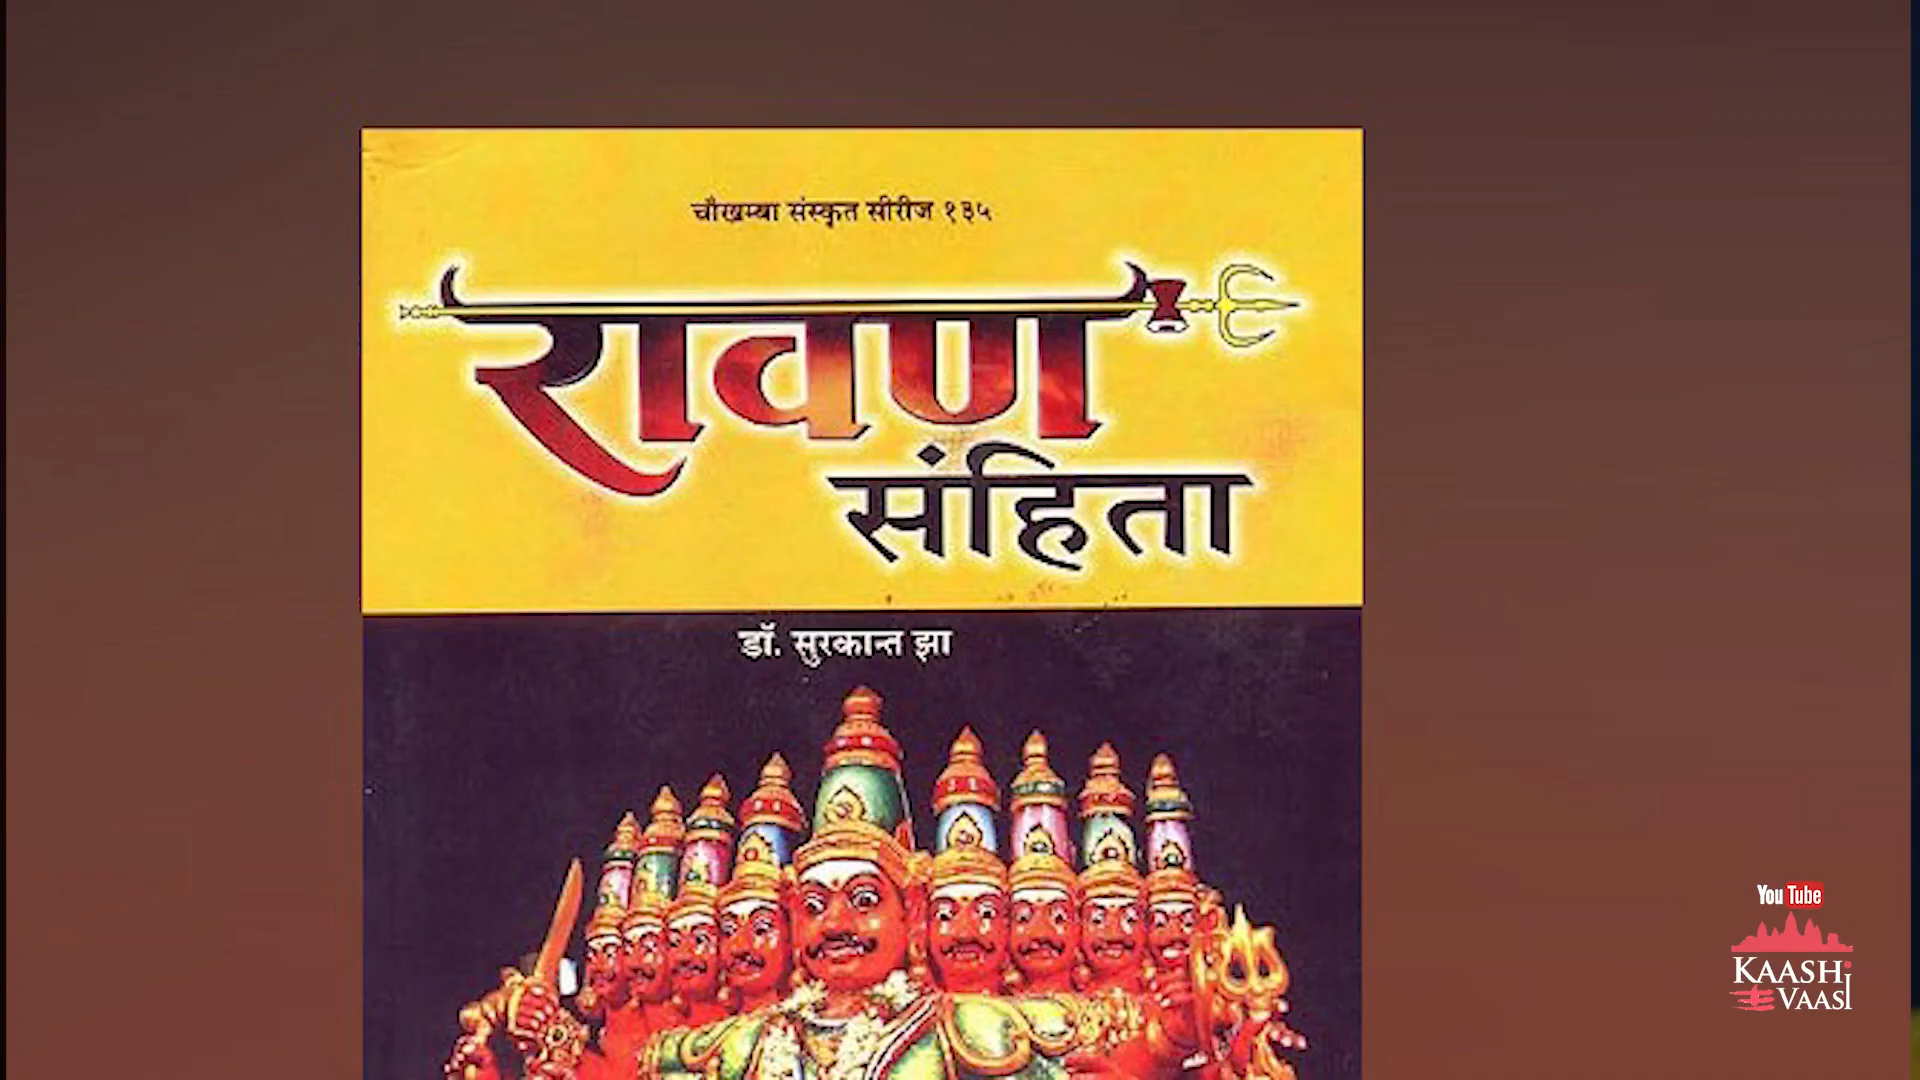 चौखम्बा संस्कृत सीरीज १३५
रावण
संहिता
डॉ. सुरकान्त झा
You Tube
KAASHI
VAASI